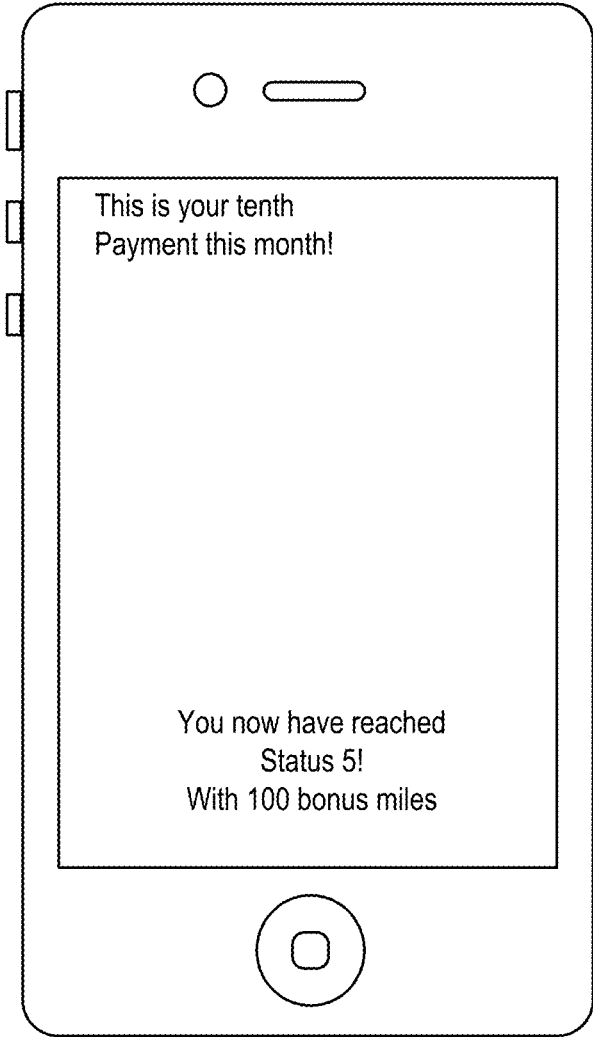 This is your tenth
Payment this month!
You now have reached
Status 5!
With 100 bonus miles